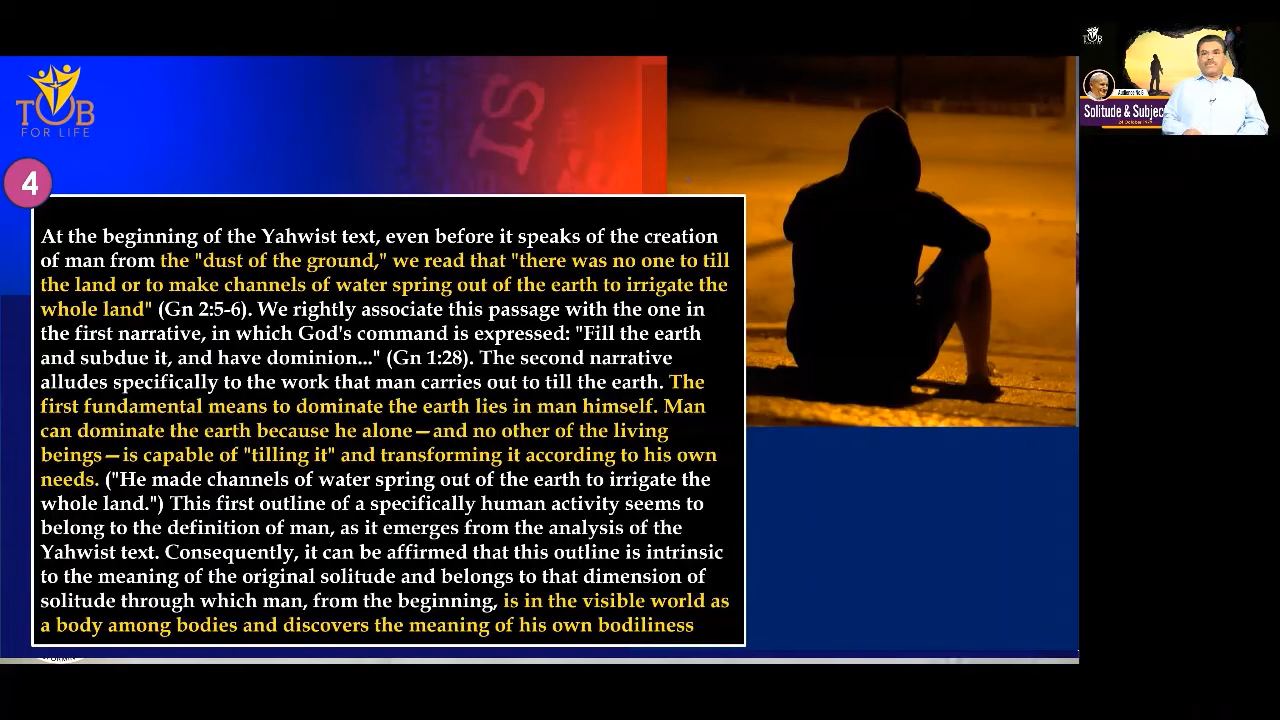 TOB
FOR LIFE
IS
4
At the beginning of the Yahwist text, even before it speaks of the creation
of man from the "dust of the ground," we read that "there was no one to till
the land or to make channels of water spring out of the earth to irrigate the
whole land" (Gn 2:5-6). We rightly associate this passage with the one in
the first narrative, in which God's command is expressed: "Fill the earth
and subdue it, and have dominion..." (Gn 1:28). The second narrative
alludes specifically to the work that man carries out to till the earth. The
first fundamental means to dominate the earth lies in man himself. Man
can dominate the earth because he alone—and no other of the living
beings—is capable of "tilling it" and transforming it according to his own
needs. ("He made channels of water spring out of the earth to irrigate the
whole land.") This first outline of a specifically human activity seems to
belong to the definition of man, as it emerges from the analysis of the
Yahwist text. Consequently, it can be affirmed that this outline is intrinsic
to the meaning of the original solitude and belongs to that dimension of
solitude through which man, from the beginning, is in the visible world as
a body among bodies and discovers the meaning of his own bodiliness
TOB
Solitude &
24 October